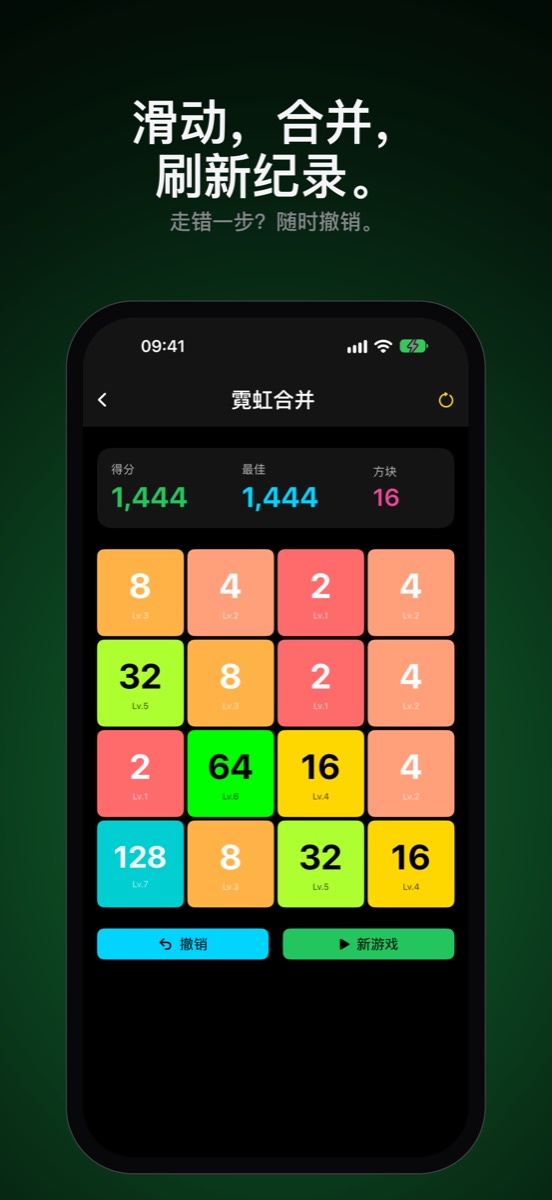 滑动，合并，
刷新纪录。
走错一步？随时撤销。
09:41
霓虹合并
得分 最佳 方块
1,444 1,444 16
8 4 2 4
Lv.3 Lv.2 Lv.1 Lv.2
32 8 2 4
Lv.5 Lv.3 Lv.1 Lv.2
2 64 16 4
Lv.1 Lv.6 Lv.4 Lv.2
128 8 32 16
Lv.7 Lv.3 Lv.5 Lv.4
撤销 新游戏